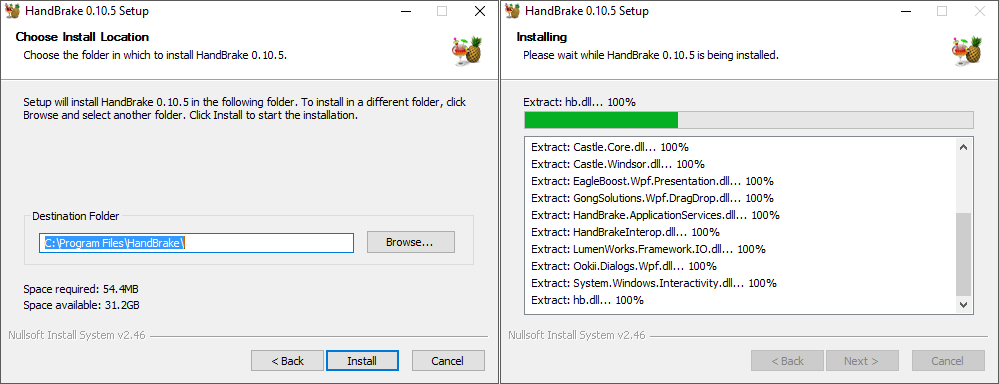 HandBrake 0.10.5 Setup
Choose Install Location
Choose the folder in which to install HandBrake 0.10.5.
Setup will install HandBrake 0.10.5 in the following folder. To install in a different folder, click
Browse and select another folder. Click Install to start the installation.
Destination Folder
C:\Program Files\HandBrake\
Browse...
Space required: 54.4MB
Space available: 31.2GB
Nullsoft Install System v2.46
< Back
Install
Cancel
HandBrake 0.10.5 Setup
Installing
Please wait while HandBrake 0.10.5 is being installed.
Extract: hb.dll... 100%
Extract: Castle.Core.dll... 100%
Extract: Castle.Windsor.dll... 100%
Extract: EagleBoost.Wpf.Presentation.dll... 100%
Extract: GongSolutions.Wpf.DragDrop.dll... 100%
Extract: HandBrake.ApplicationServices.dll... 100%
Extract: HandBrakeInterop.dll... 100%
Extract: LumenWorks.Framework.IO.dll... 100%
Extract: Ookii.Dialogs.Wpf.dll... 100%
Extract: System.Windows.Interactivity.dll... 100%
Extract: hb.dll... 100%
Nullsoft Install System v2.46
< Back
Next >
Cancel